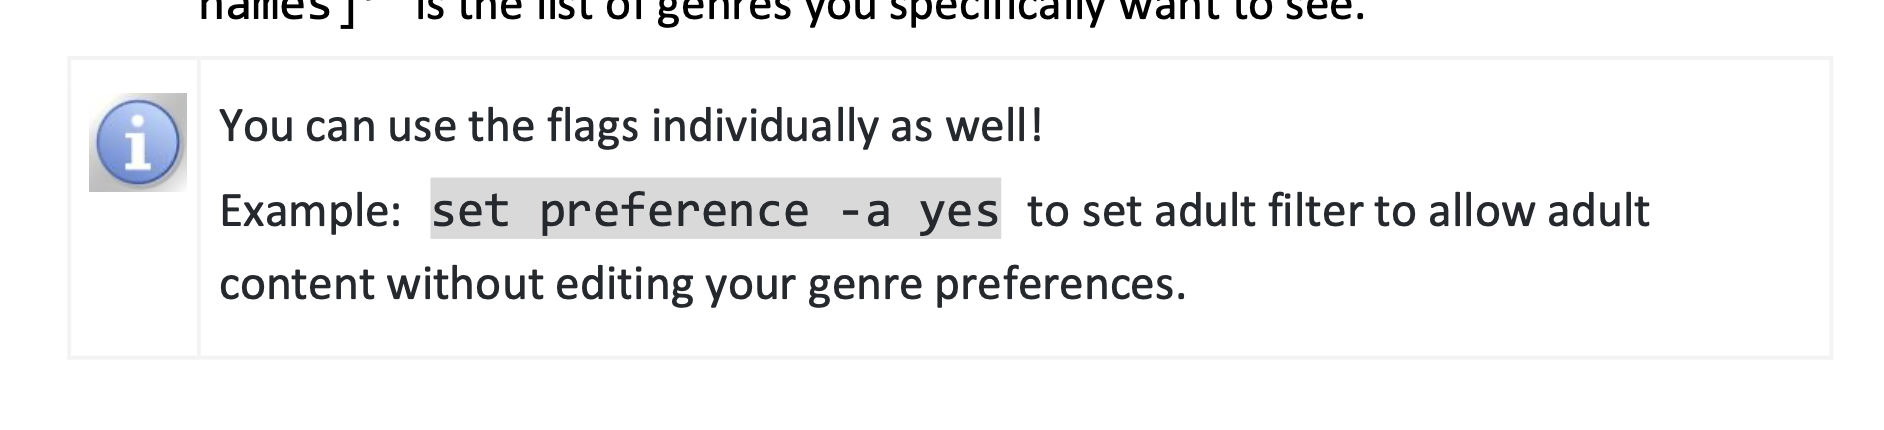 names]" is the list of genres you specifically want to see.
You can use the flags individually as well!
Example: set preference -a yes to set adult filter to allow adult
content without editing your genre preferences.